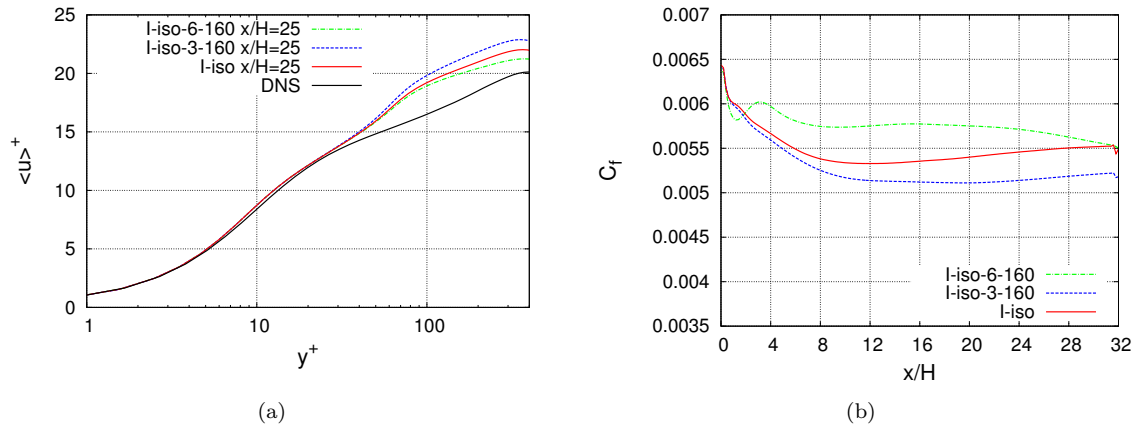 I-iso-6-160 x/H=25
I-iso-3-160 x/H=25
I-iso x/H=25
DNS
25
20
15
10
5
0
<u>+
1
10
100
y+
(a)
0.007
0.0065
0.006
0.0055
0.005
0.0045
0.004
0.0035
Cf
I-iso-6-160
I-iso-3-160
I-iso
0
4
8
12
16
20
24
28
32
x/H
(b)